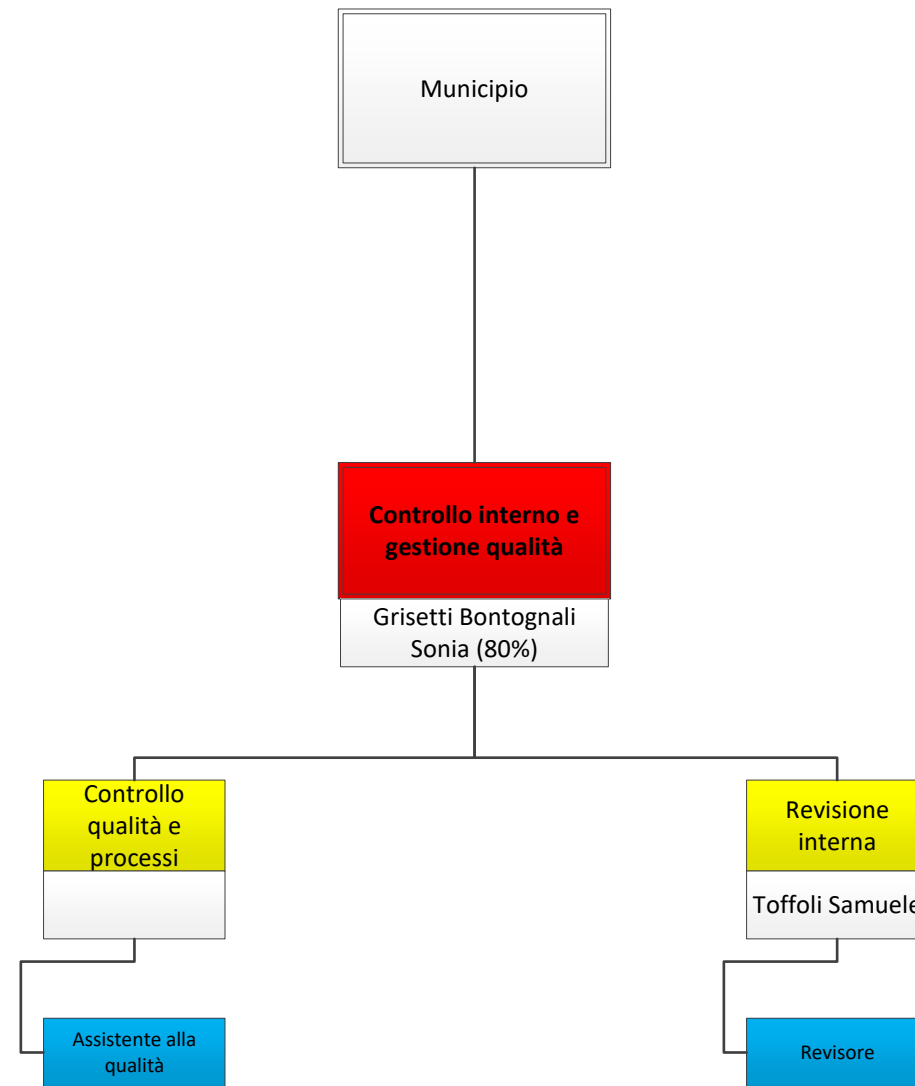 Municipio
Controllo interno e
gestione qualità
Grisetti Bontognali
Sonia (80%)
Controllo
qualità e
processi
Revisione
interna
Toffoli Samuele
Assistente alla
qualità
Revisore